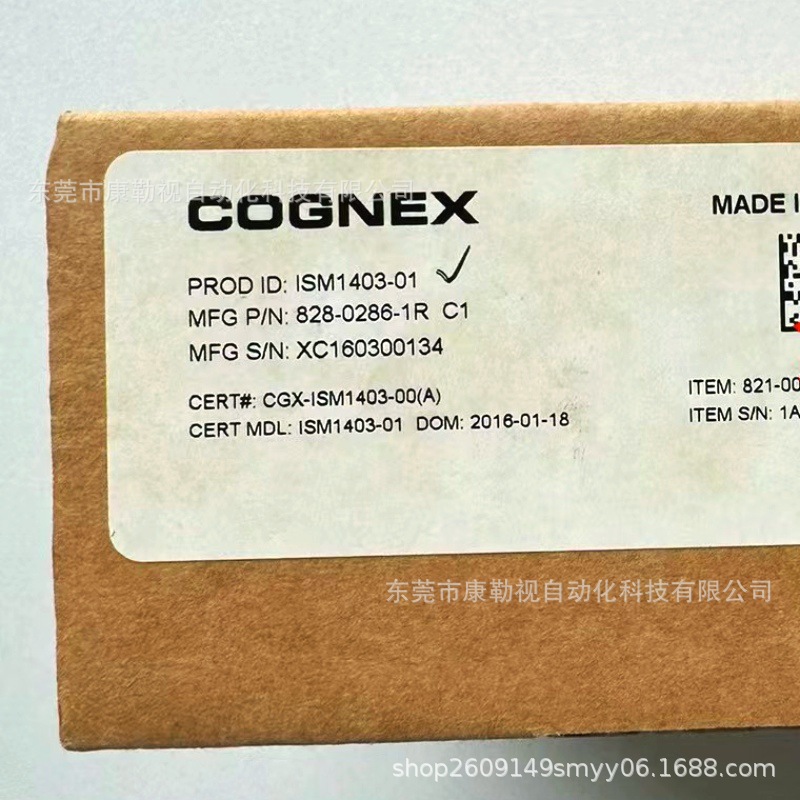 东莞市康勒视自动化科技有限公司
COGNEX
MADE I
PROD ID: ISM1403-01
MFG P/N: 828-0286-1R C1
MFG S/N: XC160300134
CERT#: CGX-ISM1403-00(A)
ITEM: 821-00
CERT MDL: ISM1403-01 DOM: 2016-01-18
ITEM S/N: 1A
东莞市康勒视自动化科技有限公司
shop2609149smyy06.1688.com